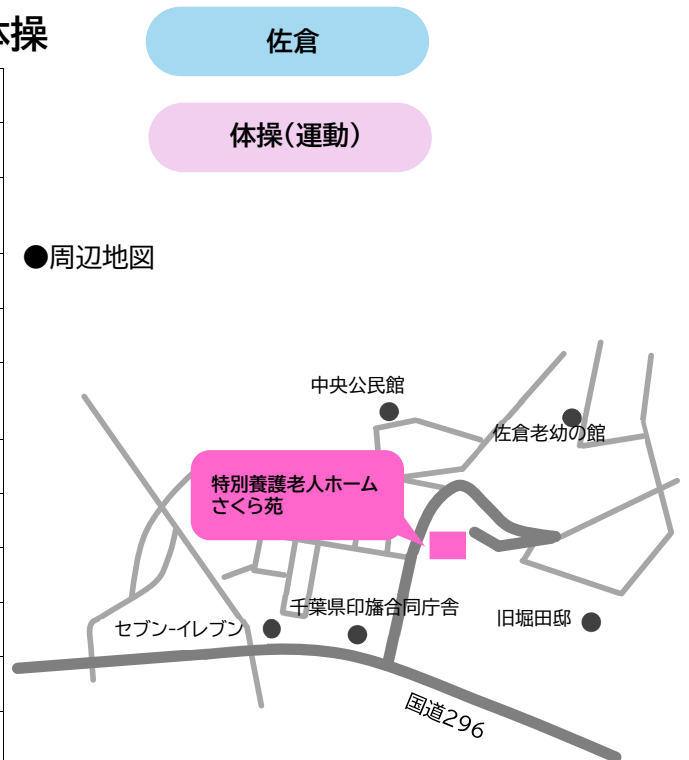 操
佐倉
体操（運動）
●周辺地図
中央公民館
佐倉老幼の館
特別養護老人ホーム
さくら苑
千葉県印旛合同庁舎
セブン-イレブン
旧堀田邸
国道296